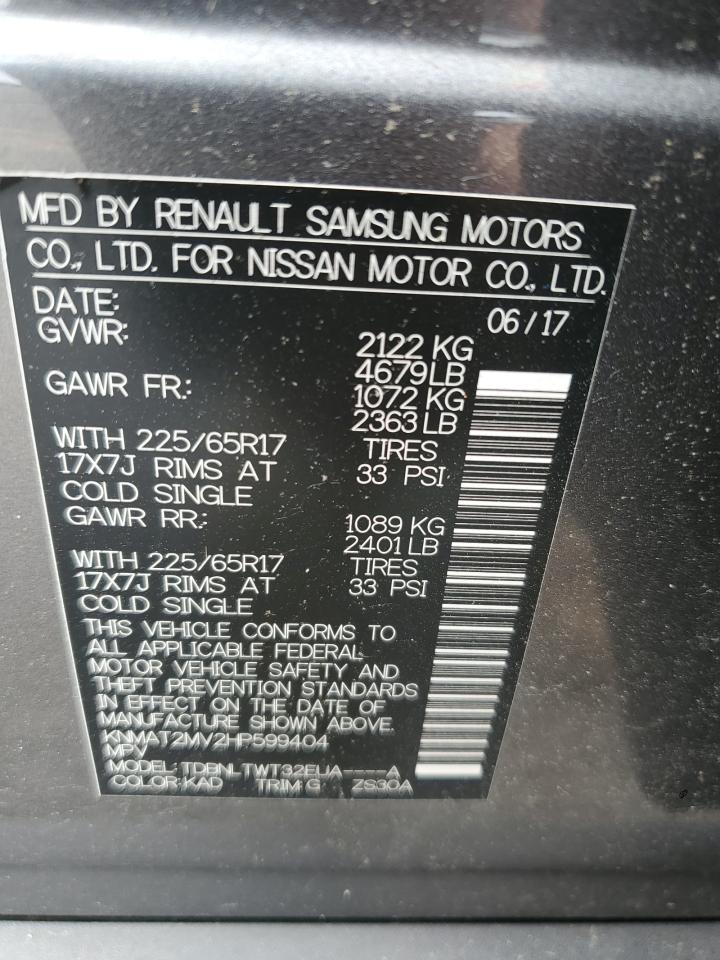 MFD BY RENAULT SAMSUNG MOTORS
CO., LTD. FOR NISSAN MOTOR CO., LTD.
DATE: 06/17
GVWR: 2122 KG
4679 LB
GAWR FR: 1072 KG
2363 LB
WITH 225/65R17 TIRES
17X7J RIMS AT 33 PSI
COLD SINGLE
GAWR RR: 1089 KG
2401 LB
WITH 225/65R17 TIRES
17X7J RIMS AT 33 PSI
COLD SINGLE
THIS VEHICLE CONFORMS TO
ALL APPLICABLE FEDERAL
MOTOR VEHICLE SAFETY AND
THEFT PREVENTION STANDARDS
IN EFFECT ON THE DATE OF
MANUFACTURE SHOWN ABOVE.
KNMAT2MV2HP599404
MPV
MODEL: TDBNLTWT32EUA----A
COLOR:KAD TRIM:G ZS30A